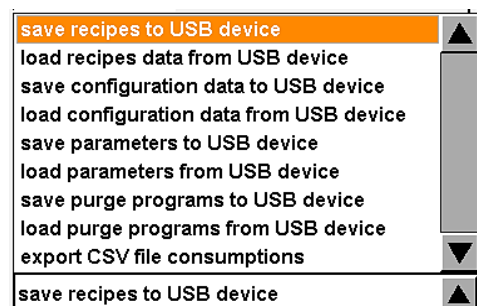 save recipes to USB device
load recipes data from USB device
save configuration data to USB device
load configuration data from USB device
save parameters to USB device
load parameters from USB device
save purge programs to USB device
load purge programs from USB device
export CSV file consumptions
save recipes to USB device